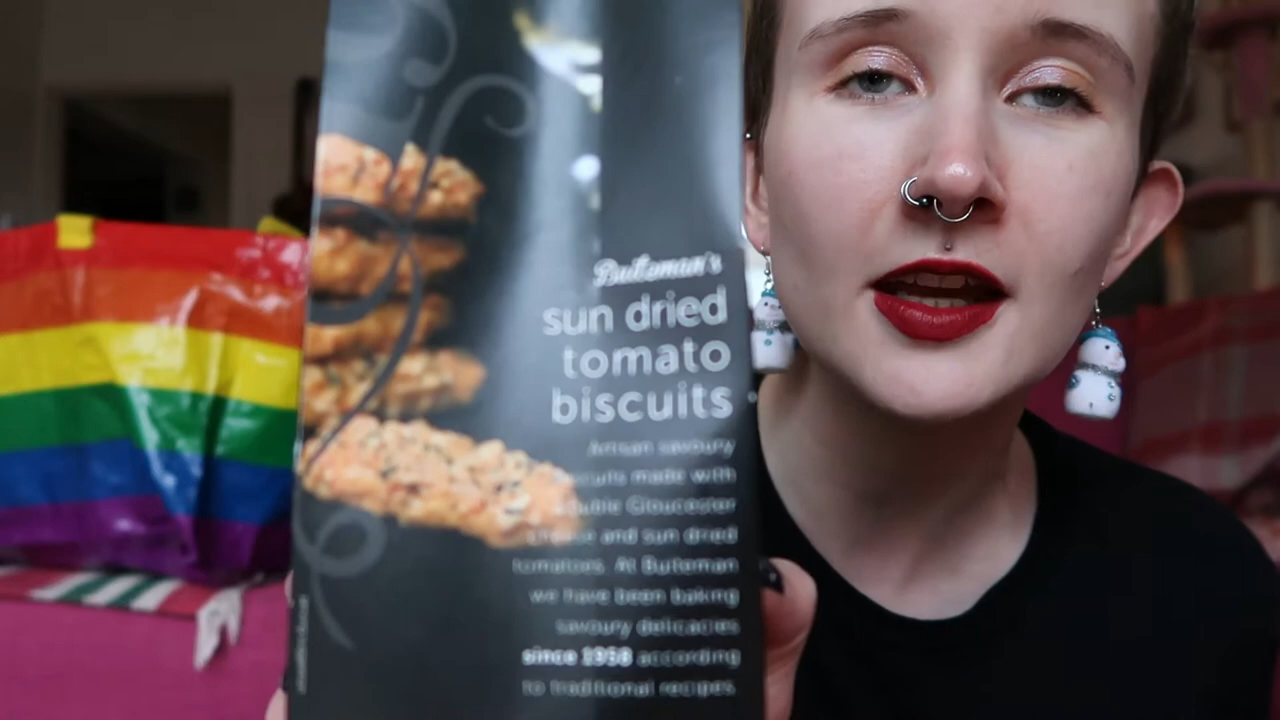 Buiteman's
sun dried
tomato
biscuits
Artisan savoury
biscuits made with
Double Gloucester
cheese and sun dried
tomatoes. At Buiteman
we have been baking
savoury delicacies
since 1958 according
to traditional recipes.